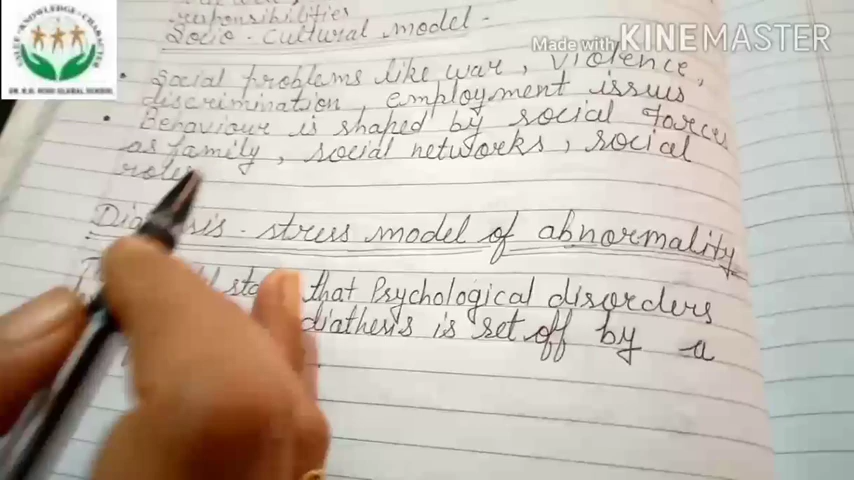 responsibilities
Socio-Cultural model -
• Social problems like war, violence,
discrimination, employment issues
• Behaviour is shaped by social forces
as family, social networks, social
roles
stress model of abnormality
that Psychological disorders
diathesis is set off by a
Made with KINEMASTER
KNOWLEDGE CHARACTER